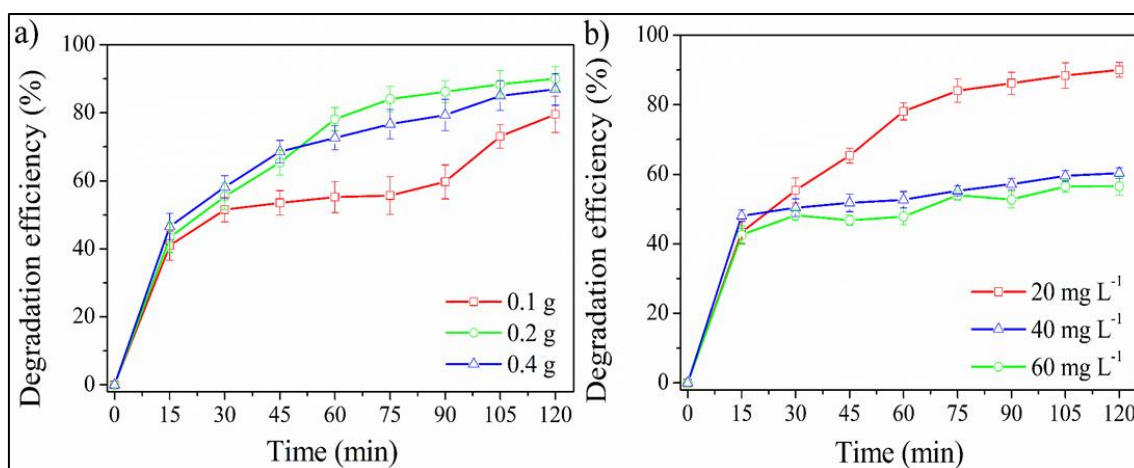 a)
Degradation efficiency (%)
100
80
60
40
20
0
0 15 30 45 60 75 90 105 120
Time (min)
0.1 g
0.2 g
0.4 g
b)
Degradation efficiency (%)
100
80
60
40
20
0
0 15 30 45 60 75 90 105 120
Time (min)
20 mg L⁻¹
40 mg L⁻¹
60 mg L⁻¹